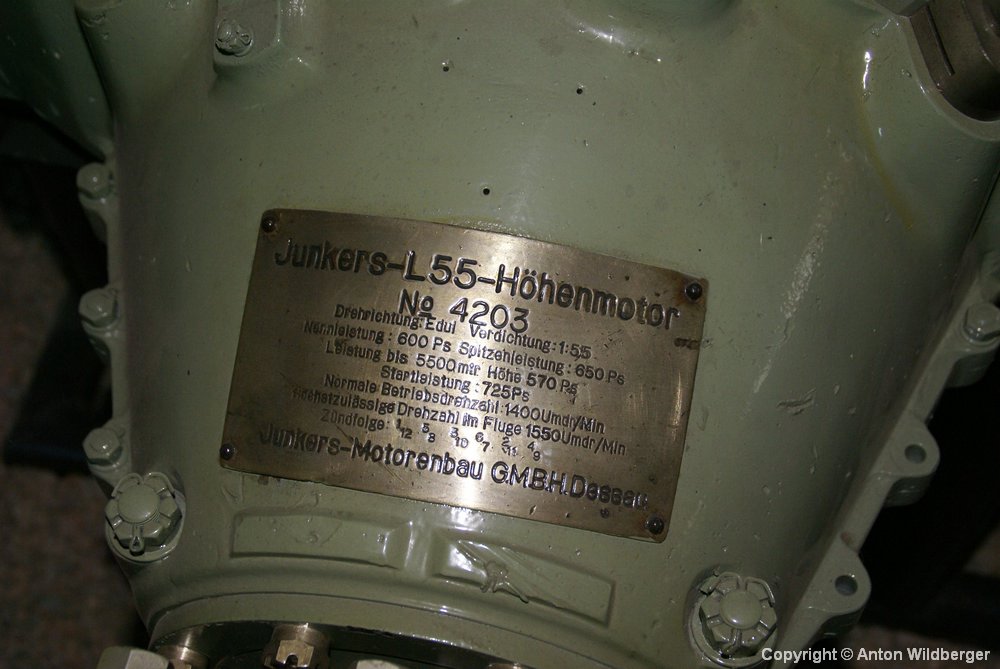 Junkers-L55-Höhenmotor
No 4203
Drehrichtung: Edul Verdichtung: 1:5,5
Nennleistung: 600 Ps Spitzenleistung: 650 Ps
Leistung bis 5500 mtr Höhe 570 Ps
Startleistung: 725 Ps
Normale Betriebsdrehzahl: 1400 Umdr/Min
Höchstzulässige Drehzahl im Fluge 1550 Umdr/Min
Zündfolge: 1/12 5/8 3/10 6/7 2/11 4/9
Junkers-Motorenbau G.M.B.H. Dessau
Copyright © Anton Wildberger